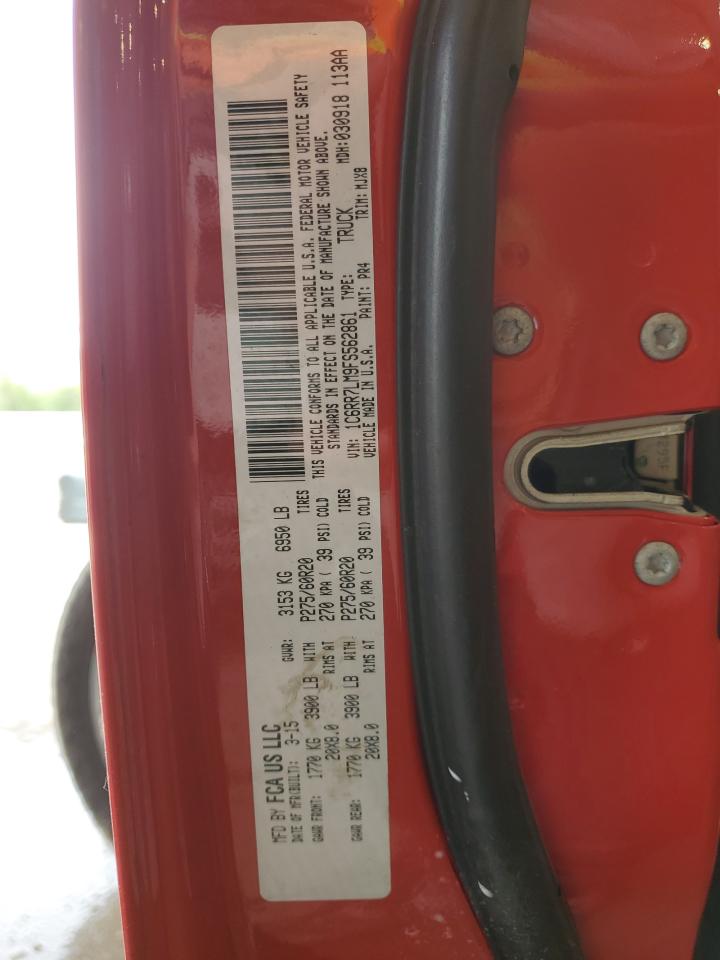 MFD BY FCA US LLC
DATE OF MFR(BUILT): 3-15 GVWR: 3153 KG 6950 LB
GAWR FRONT: 1770 KG 3900 LB WITH P275/60R20 TIRES
20X8.0 RIMS AT 270 KPA ( 39 PSI) COLD
GAWR REAR: 1770 KG 3900 LB WITH P275/60R20 TIRES
20X8.0 RIMS AT 270 KPA ( 39 PSI) COLD
THIS VEHICLE CONFORMS TO ALL APPLICABLE U.S.A. FEDERAL MOTOR VEHICLE SAFETY
STANDARDS IN EFFECT ON THE DATE OF MANUFACTURE SHOWN ABOVE.
VIN: 1C6RR7LM9FS562861 TYPE: TRUCK MDH:030918 113AA
VEHICLE MADE IN U.S.A. PAINT: PR4 TRIM: MJX8